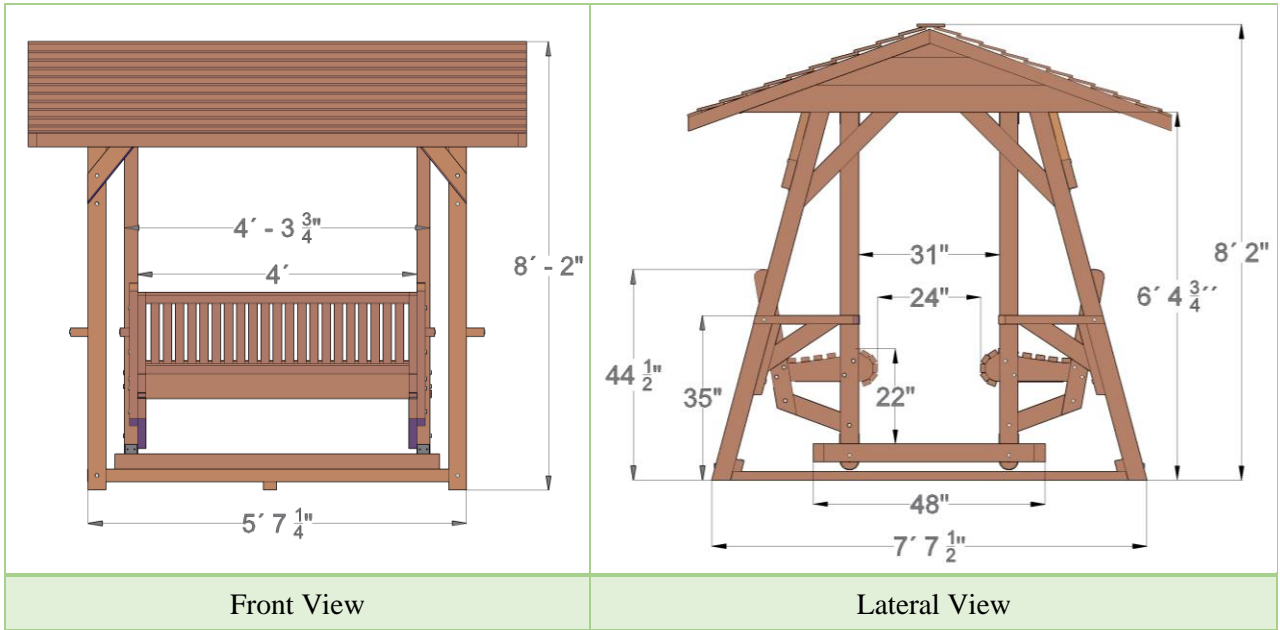 4´ - 3 3/4"
4´
8´ - 2"
5´ 7 1/4"
31"
24"
8´ 2"
6´ 4 3/4´´
44 1/2"
35"
22"
48"
7´ 7 1/2"
Front View
Lateral View